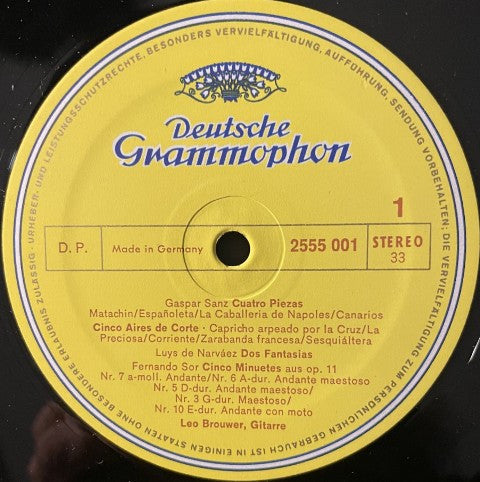 URHEBER- UND LEISTUNGSSCHUTZRECHTE, BESONDERS VERVIELFÄLTIGUNG, AUFFÜHRUNG, SENDUNG VORBEHALTEN; DIE VERVIELFÄLTIGUNG ZUM PERSÖNLICHEN GEBRAUCH IST IN EINIGEN STAATEN OHNE BESONDERE ERLAUBNIS ZULÄSSIG ·
Deutsche
Grammophon
1
D. P.
Made in Germany
2555 001
STEREO
33
Gaspar Sanz Cuatro Piezas
Matachin/Españoleta/La Caballeria de Napoles/Canarios
Cinco Aires de Corte · Capricho arpeado por la Cruz/La
Preciosa/Corriente/Zarabanda francesa/Sesquiáltera
Luys de Narváez Dos Fantasias
Fernando Sor Cinco Minuetes aus op. 11
Nr. 7 a-moll. Andante/Nr. 6 A-dur. Andante maestoso
Nr. 5 D-dur. Andante maestoso/
Nr. 3 G-dur. Maestoso/
Nr. 10 E-dur. Andante con moto
Leo Brouwer, Gitarre